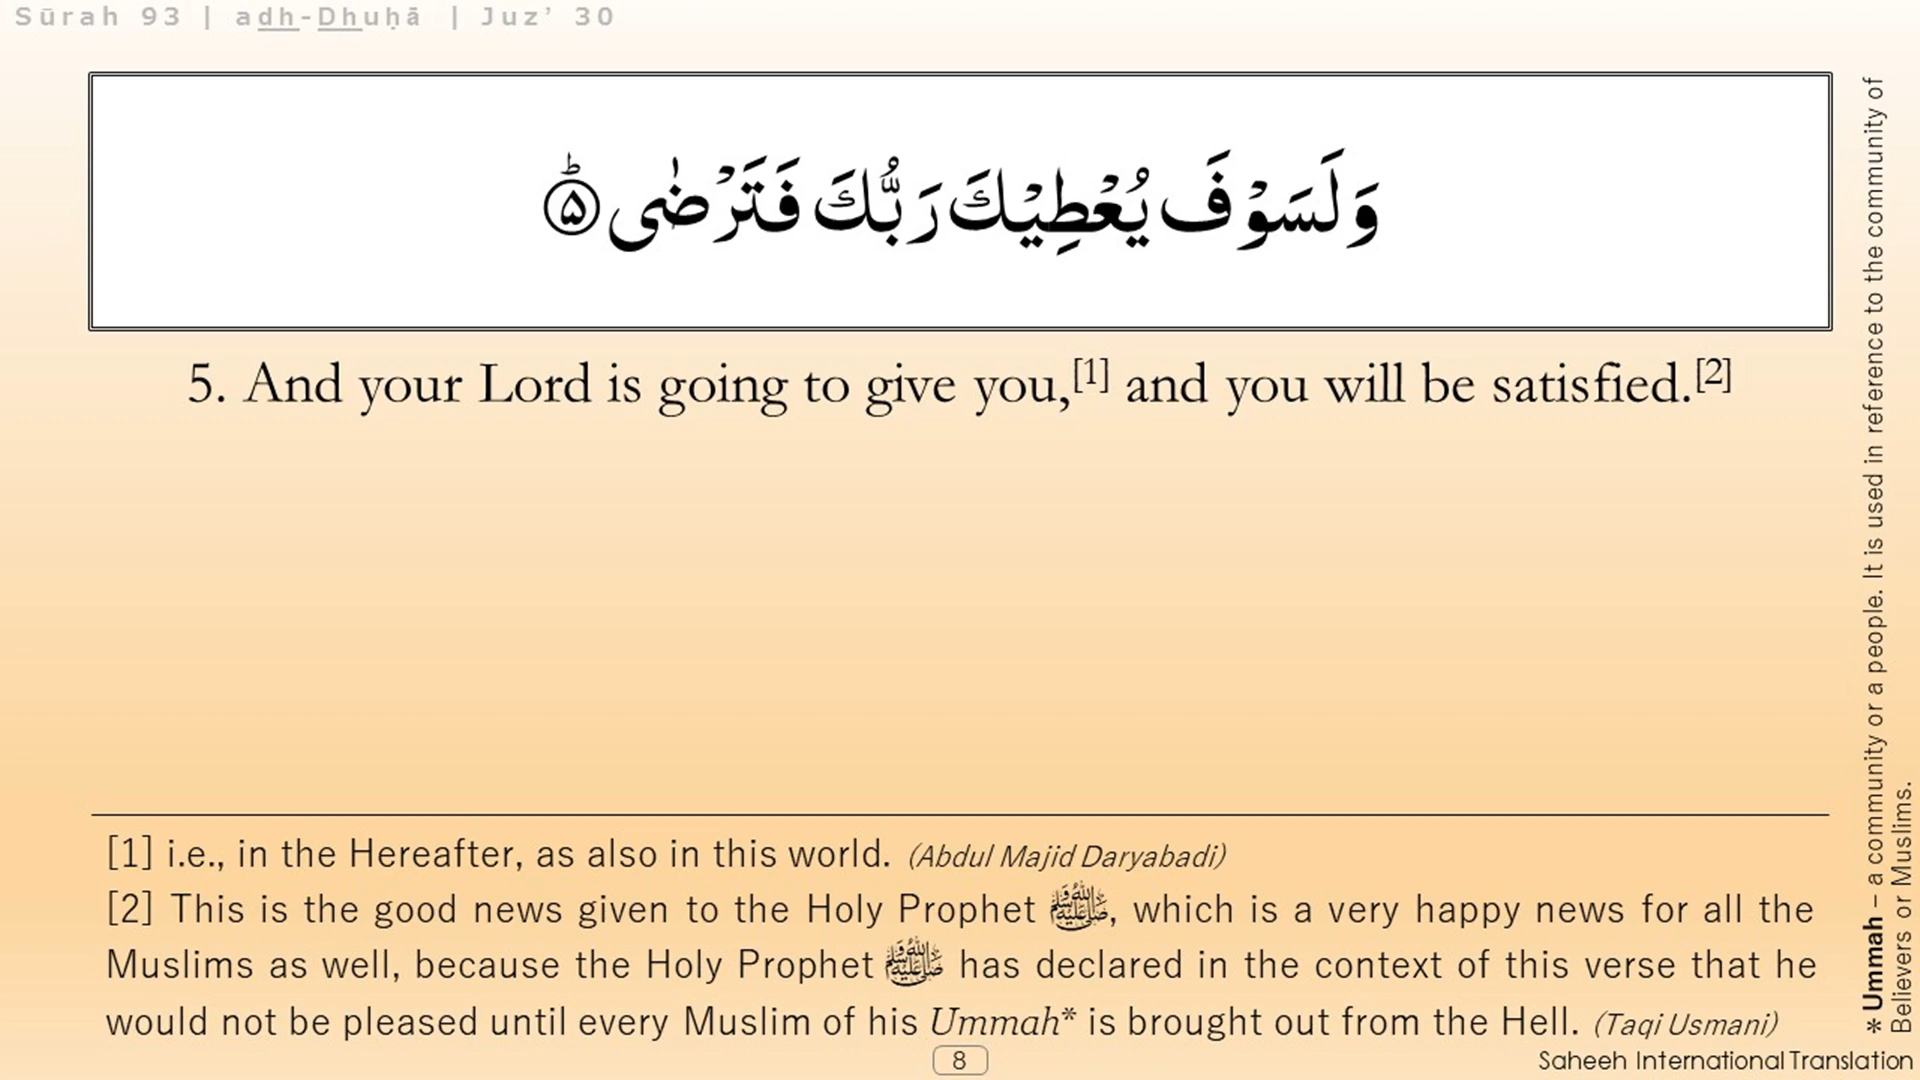 Sūrah 93 | adh-Dhuḥā | Juz’ 30
وَلَسَوْفَ يُعْطِيْكَ رَبُّكَ فَتَرْضٰى ؕ ﴿۵﴾
5. And your Lord is going to give you,[1] and you will be satisfied.[2]
[1] i.e., in the Hereafter, as also in this world. (Abdul Majid Daryabadi)
[2] This is the good news given to the Holy Prophet ﷺ, which is a very happy news for all the
Muslims as well, because the Holy Prophet ﷺ has declared in the context of this verse that he
would not be pleased until every Muslim of his Ummah* is brought out from the Hell. (Taqi Usmani)
* Ummah – a community or a people. It is used in reference to the community of
Believers or Muslims.
8
Saheeh International Translation